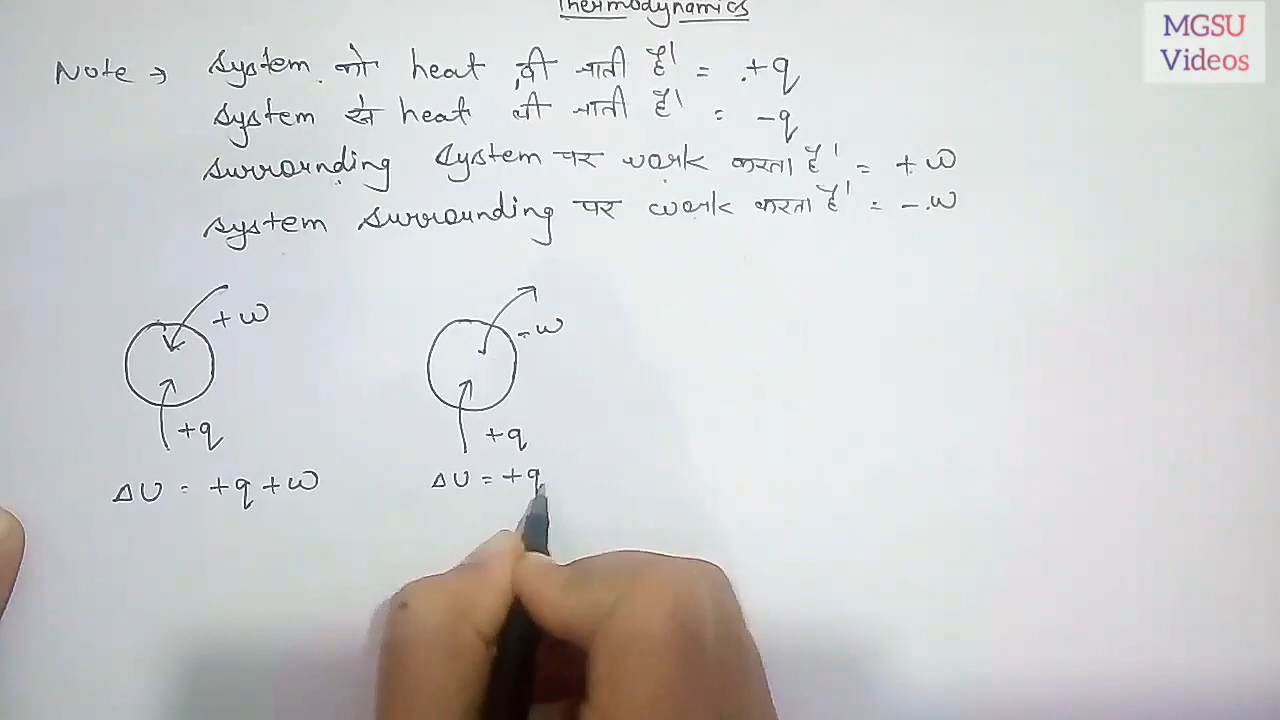 Thermodynamics
MGSU
Videos
Note → System को heat दी जाती है। = +q
System से heat ली जाती है। = -q
Surrounding System पर work करता है। = +w
System Surrounding पर work करता है। = -w
+w
-w
+q
+q
ΔU = +q +w
ΔU = +q